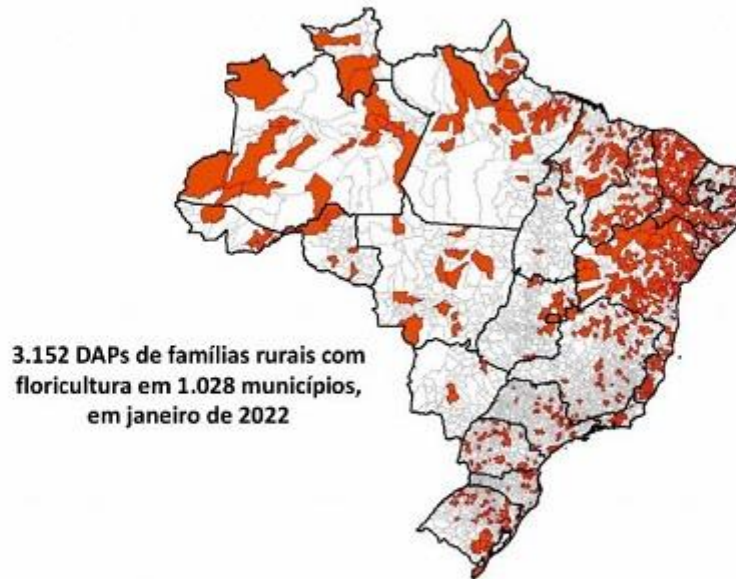 3.152 DAPs de famílias rurais com
floricultura em 1.028 municípios,
em janeiro de 2022